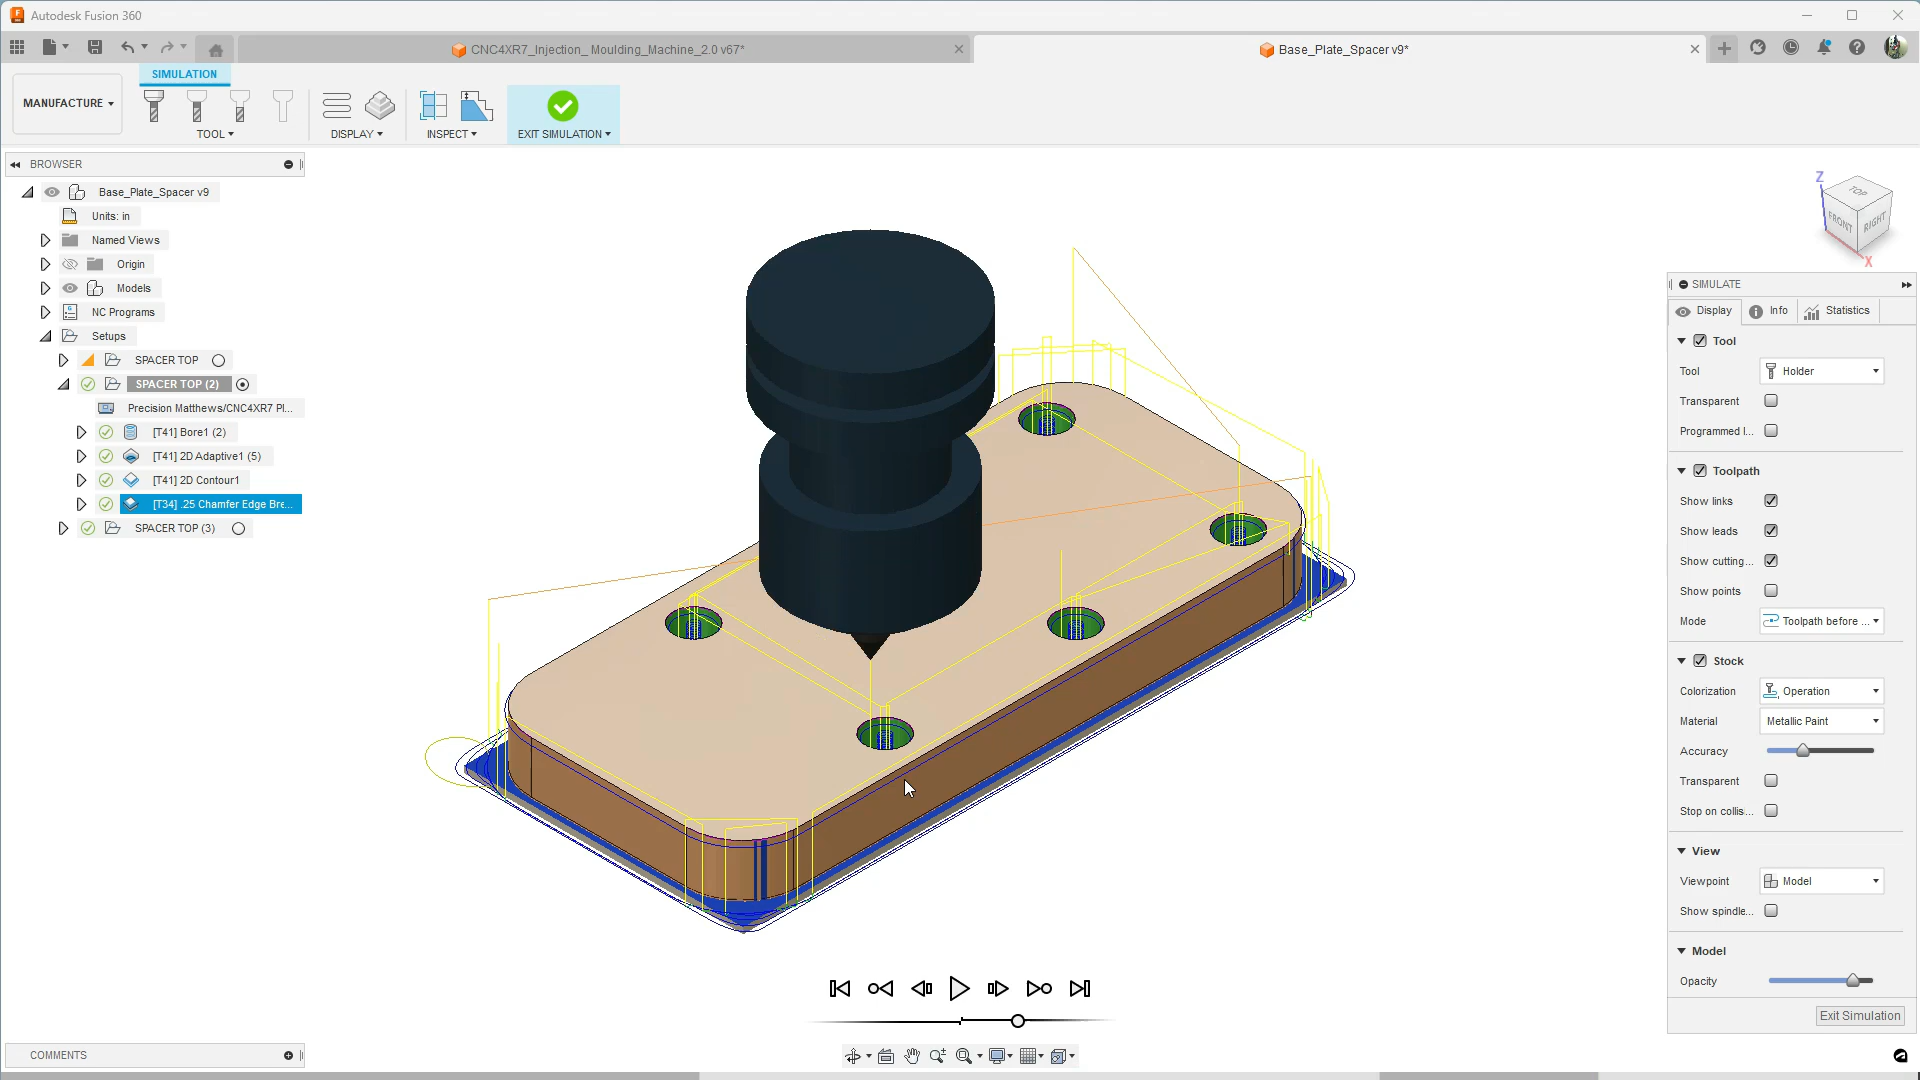 Autodesk Fusion 360
CNC4XR7_Injection_ Moulding_Machine_2.0 v67*
Base_Plate_Spacer v9*
SIMULATION
MANUFACTURE
TOOL
DISPLAY
INSPECT
EXIT SIMULATION
BROWSER
Base_Plate_Spacer v9
Units: in
Named Views
Origin
Models
NC Programs
Setups
SPACER TOP
SPACER TOP (2)
Precision Matthews/CNC4XR7 Pl...
[T41] Bore1 (2)
[T41] 2D Adaptive1 (5)
[T41] 2D Contour1
[T34] .25 Chamfer Edge Bre...
SPACER TOP (3)
Z
TOP
FRONT
RIGHT
X
SIMULATE
Display
Info
Statistics
Tool
Tool
Holder
Transparent
Programmed l...
Toolpath
Show links
Show leads
Show cutting...
Show points
Mode
Toolpath before ...
Stock
Colorization
Operation
Material
Metallic Paint
Accuracy
Transparent
Stop on collis...
View
Viewpoint
Model
Show spindle...
Model
Opacity
Exit Simulation
COMMENTS